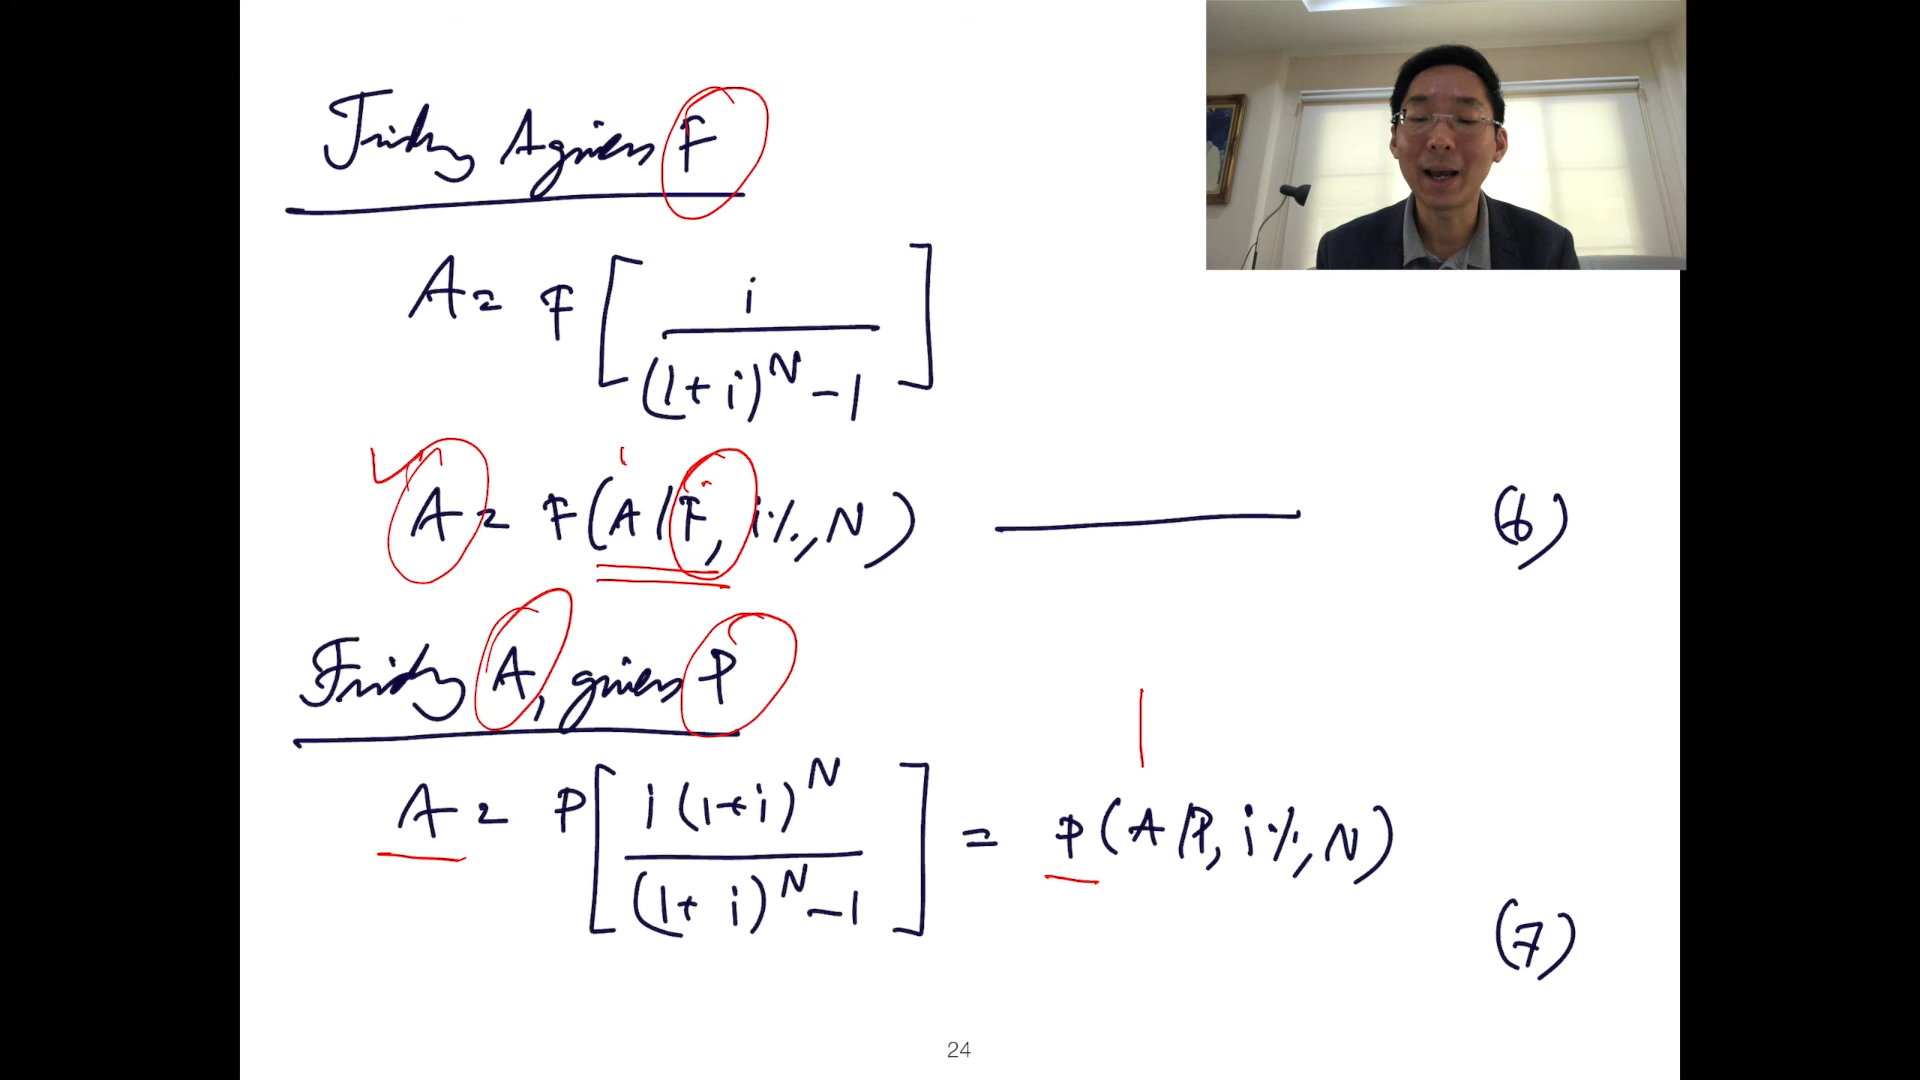 Finding A given F
A = F [ i / ((1+i)^N - 1) ]
A = F(A/F, i%, N) (6)
Finding A, given P
A = P [ i(1+i)^N / ((1+i)^N - 1) ] = P(A/P, i%, N)
(7)
24